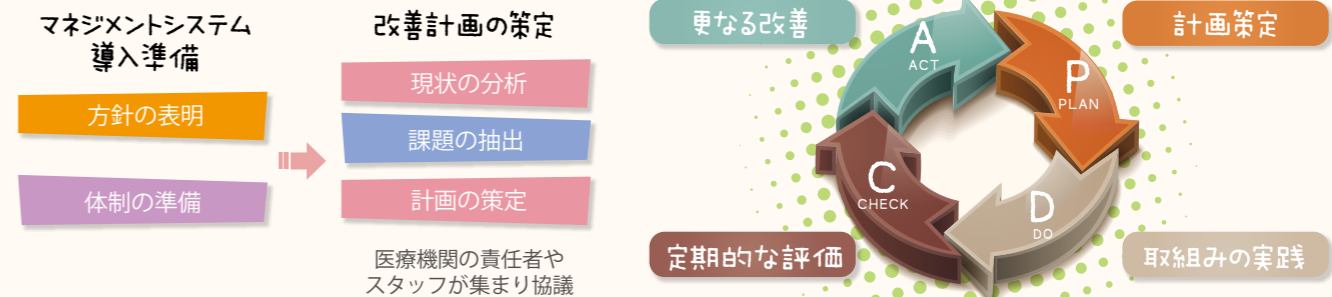 マネジメントシステム
導入準備
方針の表明
体制の準備
改善計画の策定
現状の分析
課題の抽出
計画の策定
医療機関の責任者や
スタッフが集まり協議
更なる改善
A
ACT
計画策定
P
PLAN
定期的な評価
C
CHECK
取組みの実践
D
DO